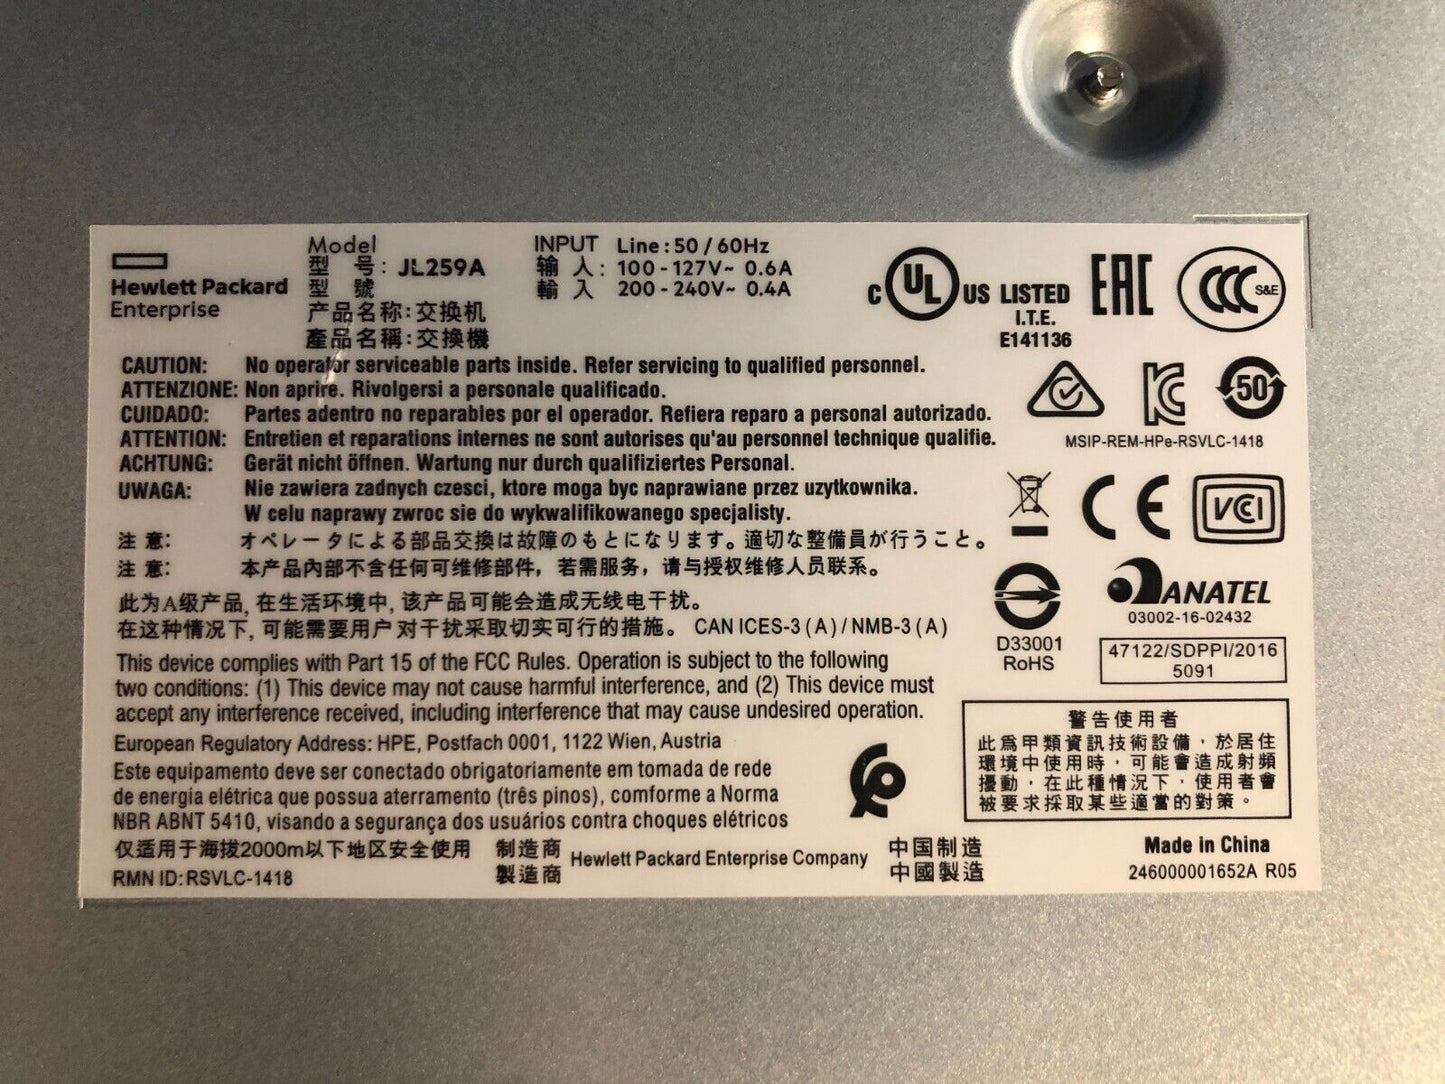 Hewlett Packard
Enterprise
Model
型 号: JL259A
型 號
产品名称:交换机
產品名稱:交換機
INPUT Line: 50 / 60Hz
输 入: 100 - 127V~ 0.6A
輸 入 200 - 240V~ 0.4A
C UL US LISTED
I.T.E.
E141136
EAC
CCC S&E
CAUTION: No operator serviceable parts inside. Refer servicing to qualified personnel.
ATTENZIONE: Non aprire. Rivolgersi a personale qualificado.
CUIDADO: Partes adentro no reparables por el operador. Refiera reparo a personal autorizado.
ATTENTION: Entretien et reparations internes ne sont autorises qu'au personnel technique qualifie.
ACHTUNG: Gerät nicht öffnen. Wartung nur durch qualifiziertes Personal.
UWAGA: Nie zawiera zadnych czesci, ktore moga byc naprawiane przez uzytkownika.
W celu naprawy zwroc sie do wykwalifikowanego specjalisty.
注 意: オペレータによる部品交換は故障のもとになります。適切な整備員が行うこと。
注 意: 本产品内部不含任何可维修部件, 若需服务, 请与授权维修人员联系。
此为A级产品, 在生活环境中, 该产品可能会造成无线电干扰。
在这种情况下, 可能需要用户对干扰采取切实可行的措施。 CAN ICES-3 (A) / NMB-3 (A)
This device complies with Part 15 of the FCC Rules. Operation is subject to the following
two conditions: (1) This device may not cause harmful interference, and (2) This device must
accept any interference received, including interference that may cause undesired operation.
European Regulatory Address: HPE, Postfach 0001, 1122 Wien, Austria
Este equipamento deve ser conectado obrigatoriamente em tomada de rede
de energia elétrica que possua aterramento (três pinos), comforme a Norma
NBR ABNT 5410, visando a segurança dos usuários contra choques elétricos
仅适用于海拔2000m以下地区安全使用
RMN ID: RSVLC-1418
制造商
製造商
Hewlett Packard Enterprise Company
中国制造
中國製造
KC
50
MSIP-REM-HPe-RSVLC-1418
CE
VCCI
D33001
RoHS
ANATEL
03002-16-02432
47122/SDPPI/2016
5091
警告使用者
此為甲類資訊技術設備,於居住
環境中使用時,可能會造成射頻
擾動,在此種情況下,使用者會
被要求採取某些適當的對策。
Made in China
246000001652A R05